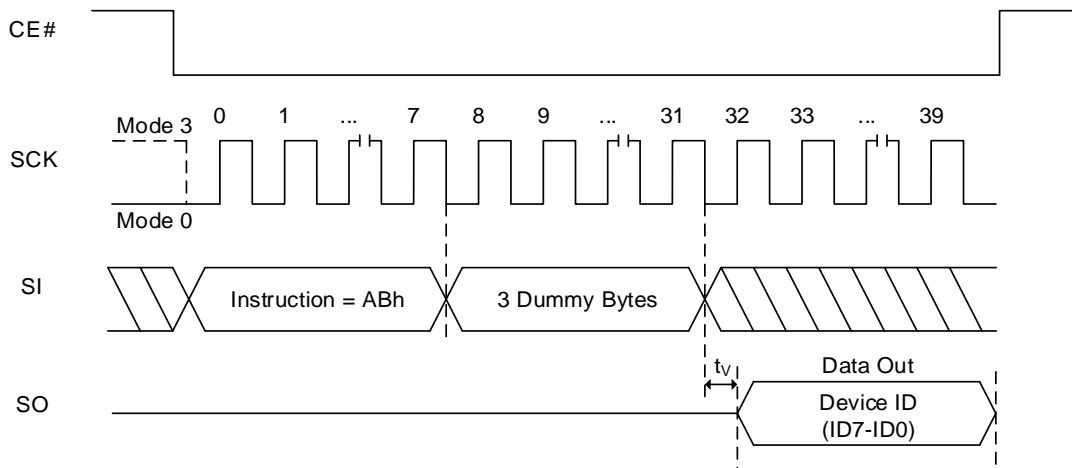 CE#
0 1 ... 7 8 9 ... 31 32 33 ... 39
Mode 3
SCK
Mode 0
SI
Instruction = ABh
3 Dummy Bytes
tV
Data Out
SO
Device ID
(ID7-ID0)